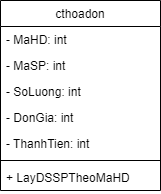 cthoadon
- MaHD: int
- MaSP: int
- SoLuong: int
- DonGia: int
- ThanhTien: int
+ LayDSSPTheoMaHD